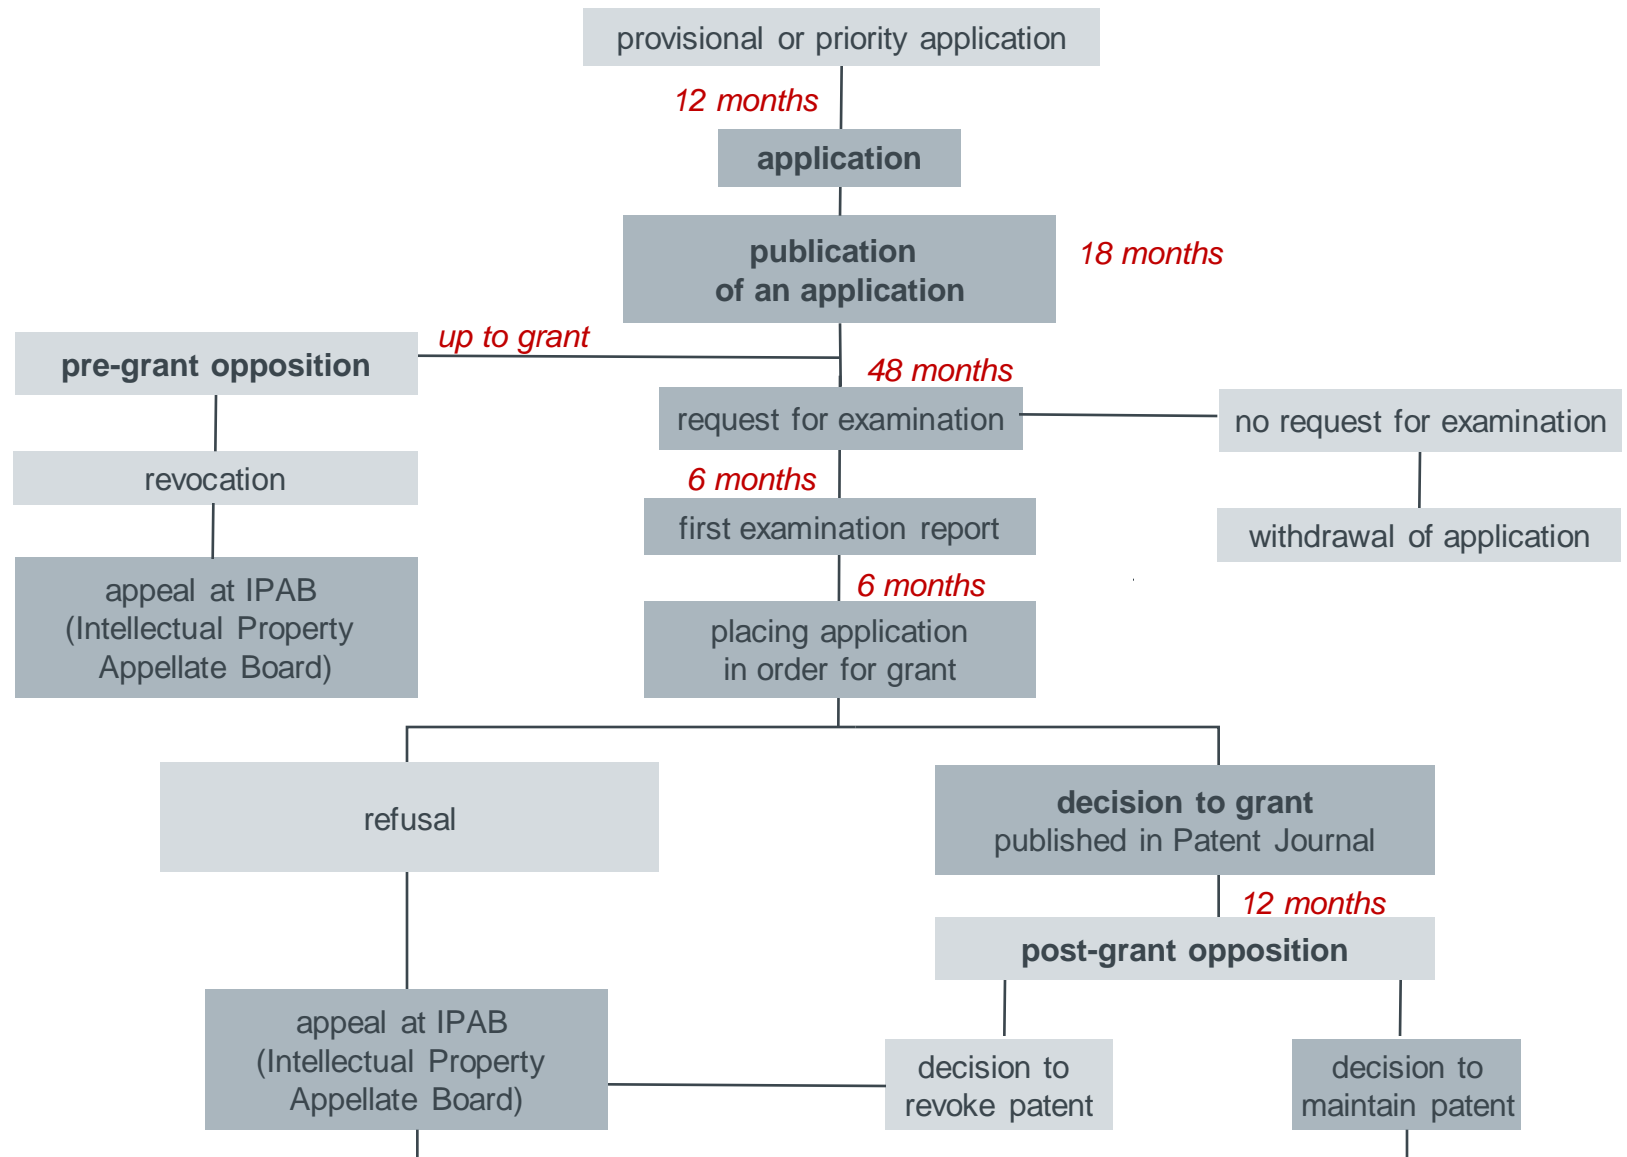 provisional or priority application
12 months
application
publication
of an application
18 months
up to grant
pre-grant opposition
48 months
request for examination
no request for examination
revocation
6 months
first examination report
withdrawal of application
appeal at IPAB
(Intellectual Property
Appellate Board)
6 months
placing application
in order for grant
refusal
decision to grant
published in Patent Journal
12 months
post-grant opposition
appeal at IPAB
(Intellectual Property
Appellate Board)
decision to
revoke patent
decision to
maintain patent